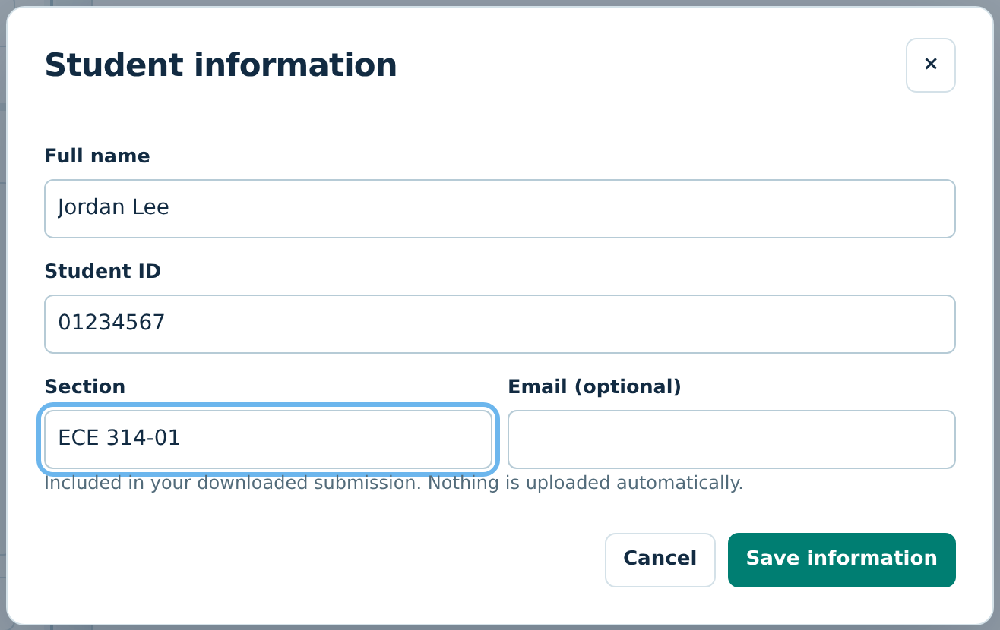 Student information
×
Full name
Jordan Lee
Student ID
01234567
Section
Email (optional)
ECE 314-01
Included in your downloaded submission. Nothing is uploaded automatically.
Cancel
Save information